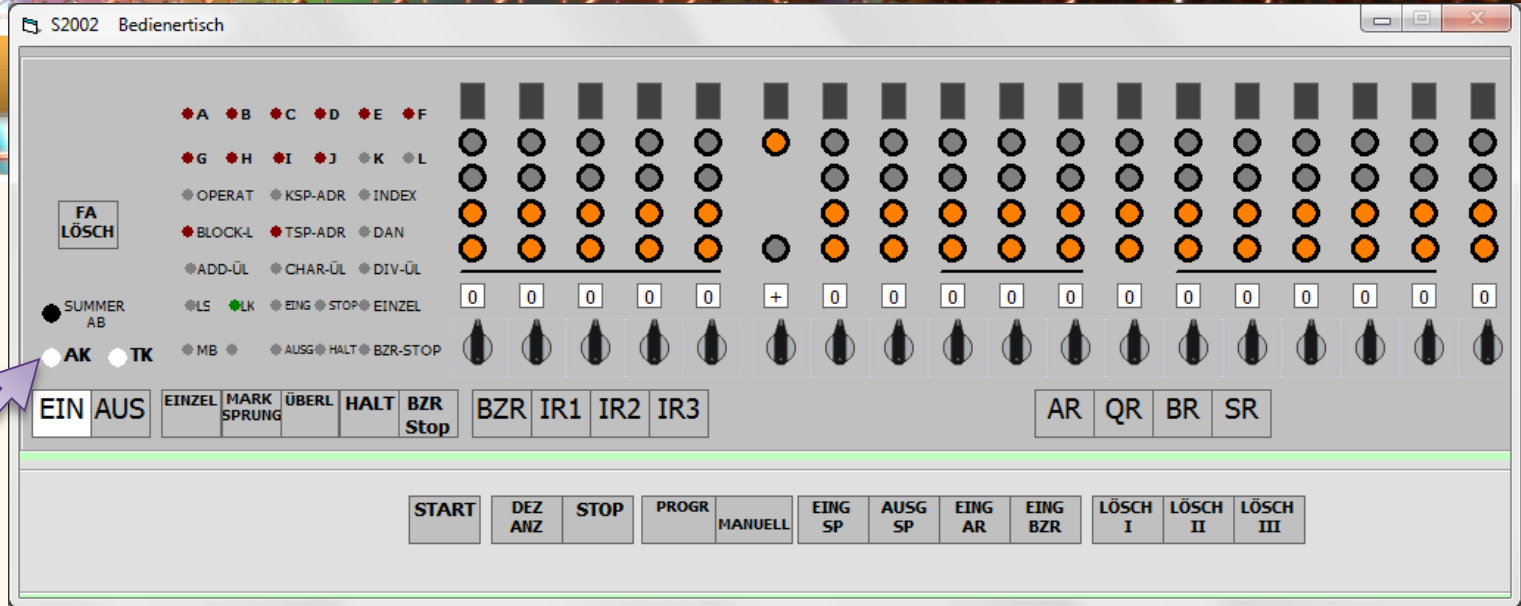 S2002 Bedienertisch
A B C D E F
G H I J K L
OPERAT KSP-ADR INDEX
FA
LÖSCH
BLOCK-L TSP-ADR DAN
ADD-ÜL CHAR-ÜL DIV-ÜL
SUMMER
AB
LS LK EING STOP EINZEL
0 0 0 0 0 + 0 0 0 0 0 0 0 0 0 0 0 0
AK TK
MB AUSG HALT BZR-STOP
EIN AUS
EINZEL
MARK
SPRUNG
ÜBERL
HALT
BZR
Stop
BZR IR1 IR2 IR3
AR QR BR SR
START
DEZ
ANZ
STOP
PROGR
MANUELL
EING
SP
AUSG
SP
EING
AR
EING
BZR
LÖSCH
I
LÖSCH
II
LÖSCH
III